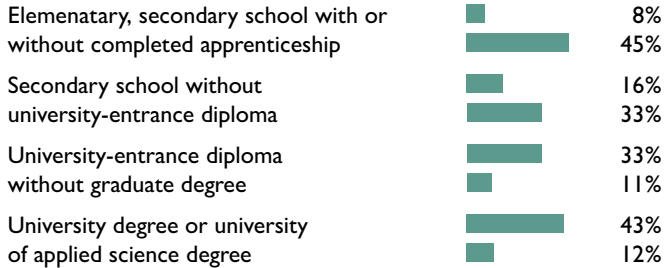 Elemenatary, secondary school with or 8%
without completed apprenticeship 45%
Secondary school without 16%
university-entrance diploma 33%
University-entrance diploma 33%
without graduate degree 11%
University degree or university 43%
of applied science degree 12%